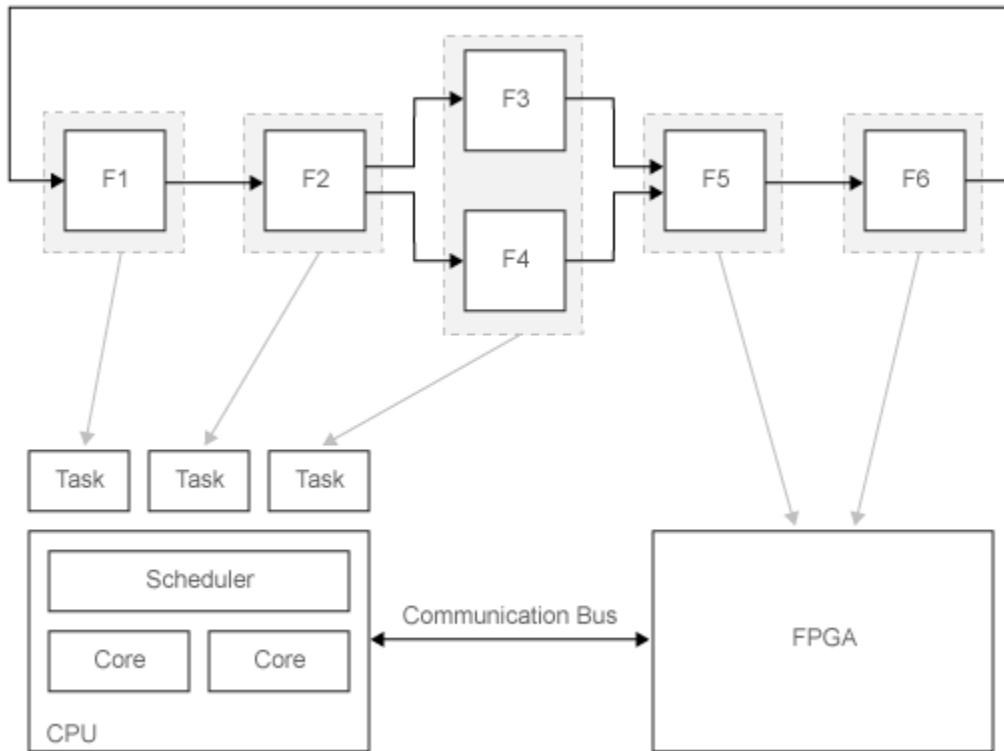 F3
F1
F2
F5
F6
F4
Task
Task
Task
Scheduler
Communication Bus
FPGA
Core
Core
CPU